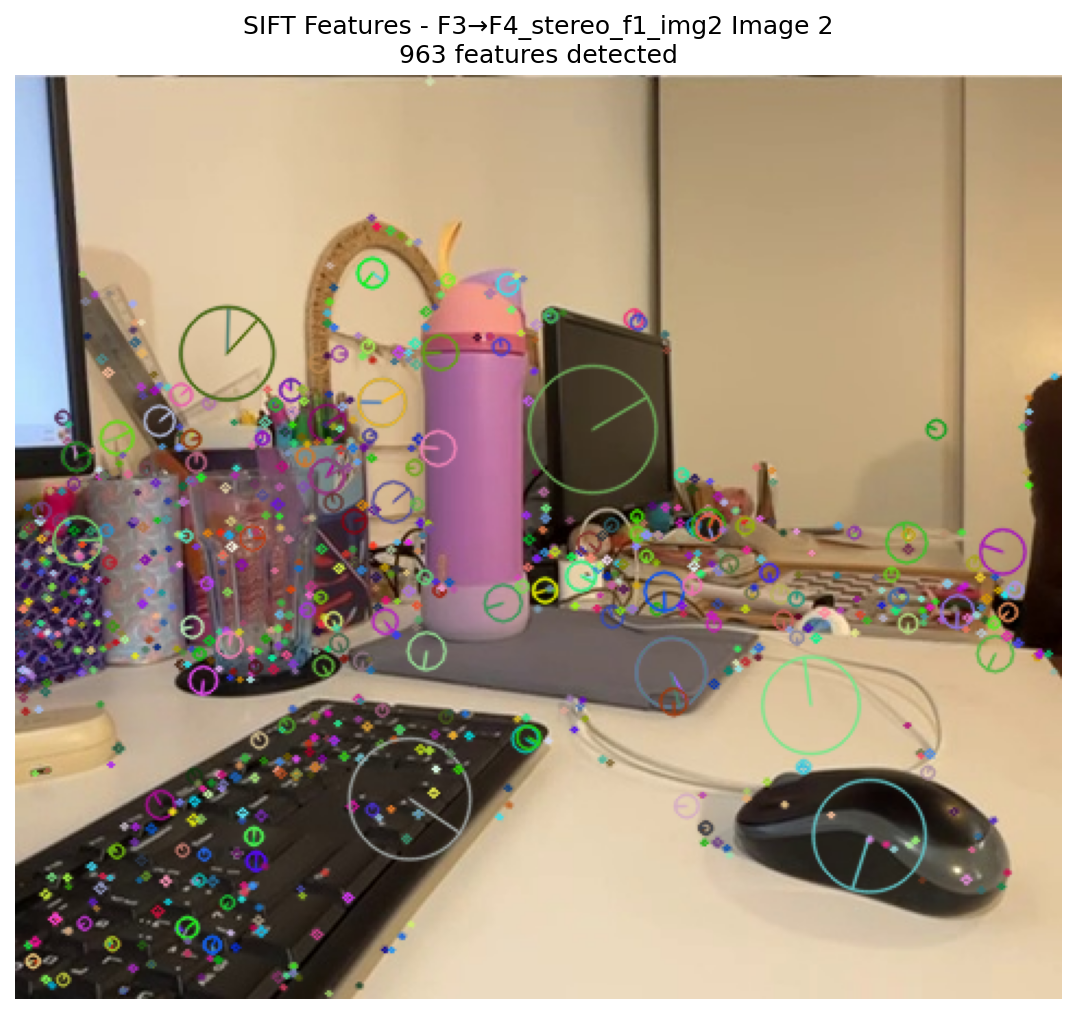 SIFT Features - F3→F4_stereo_f1_img2 Image 2
963 features detected